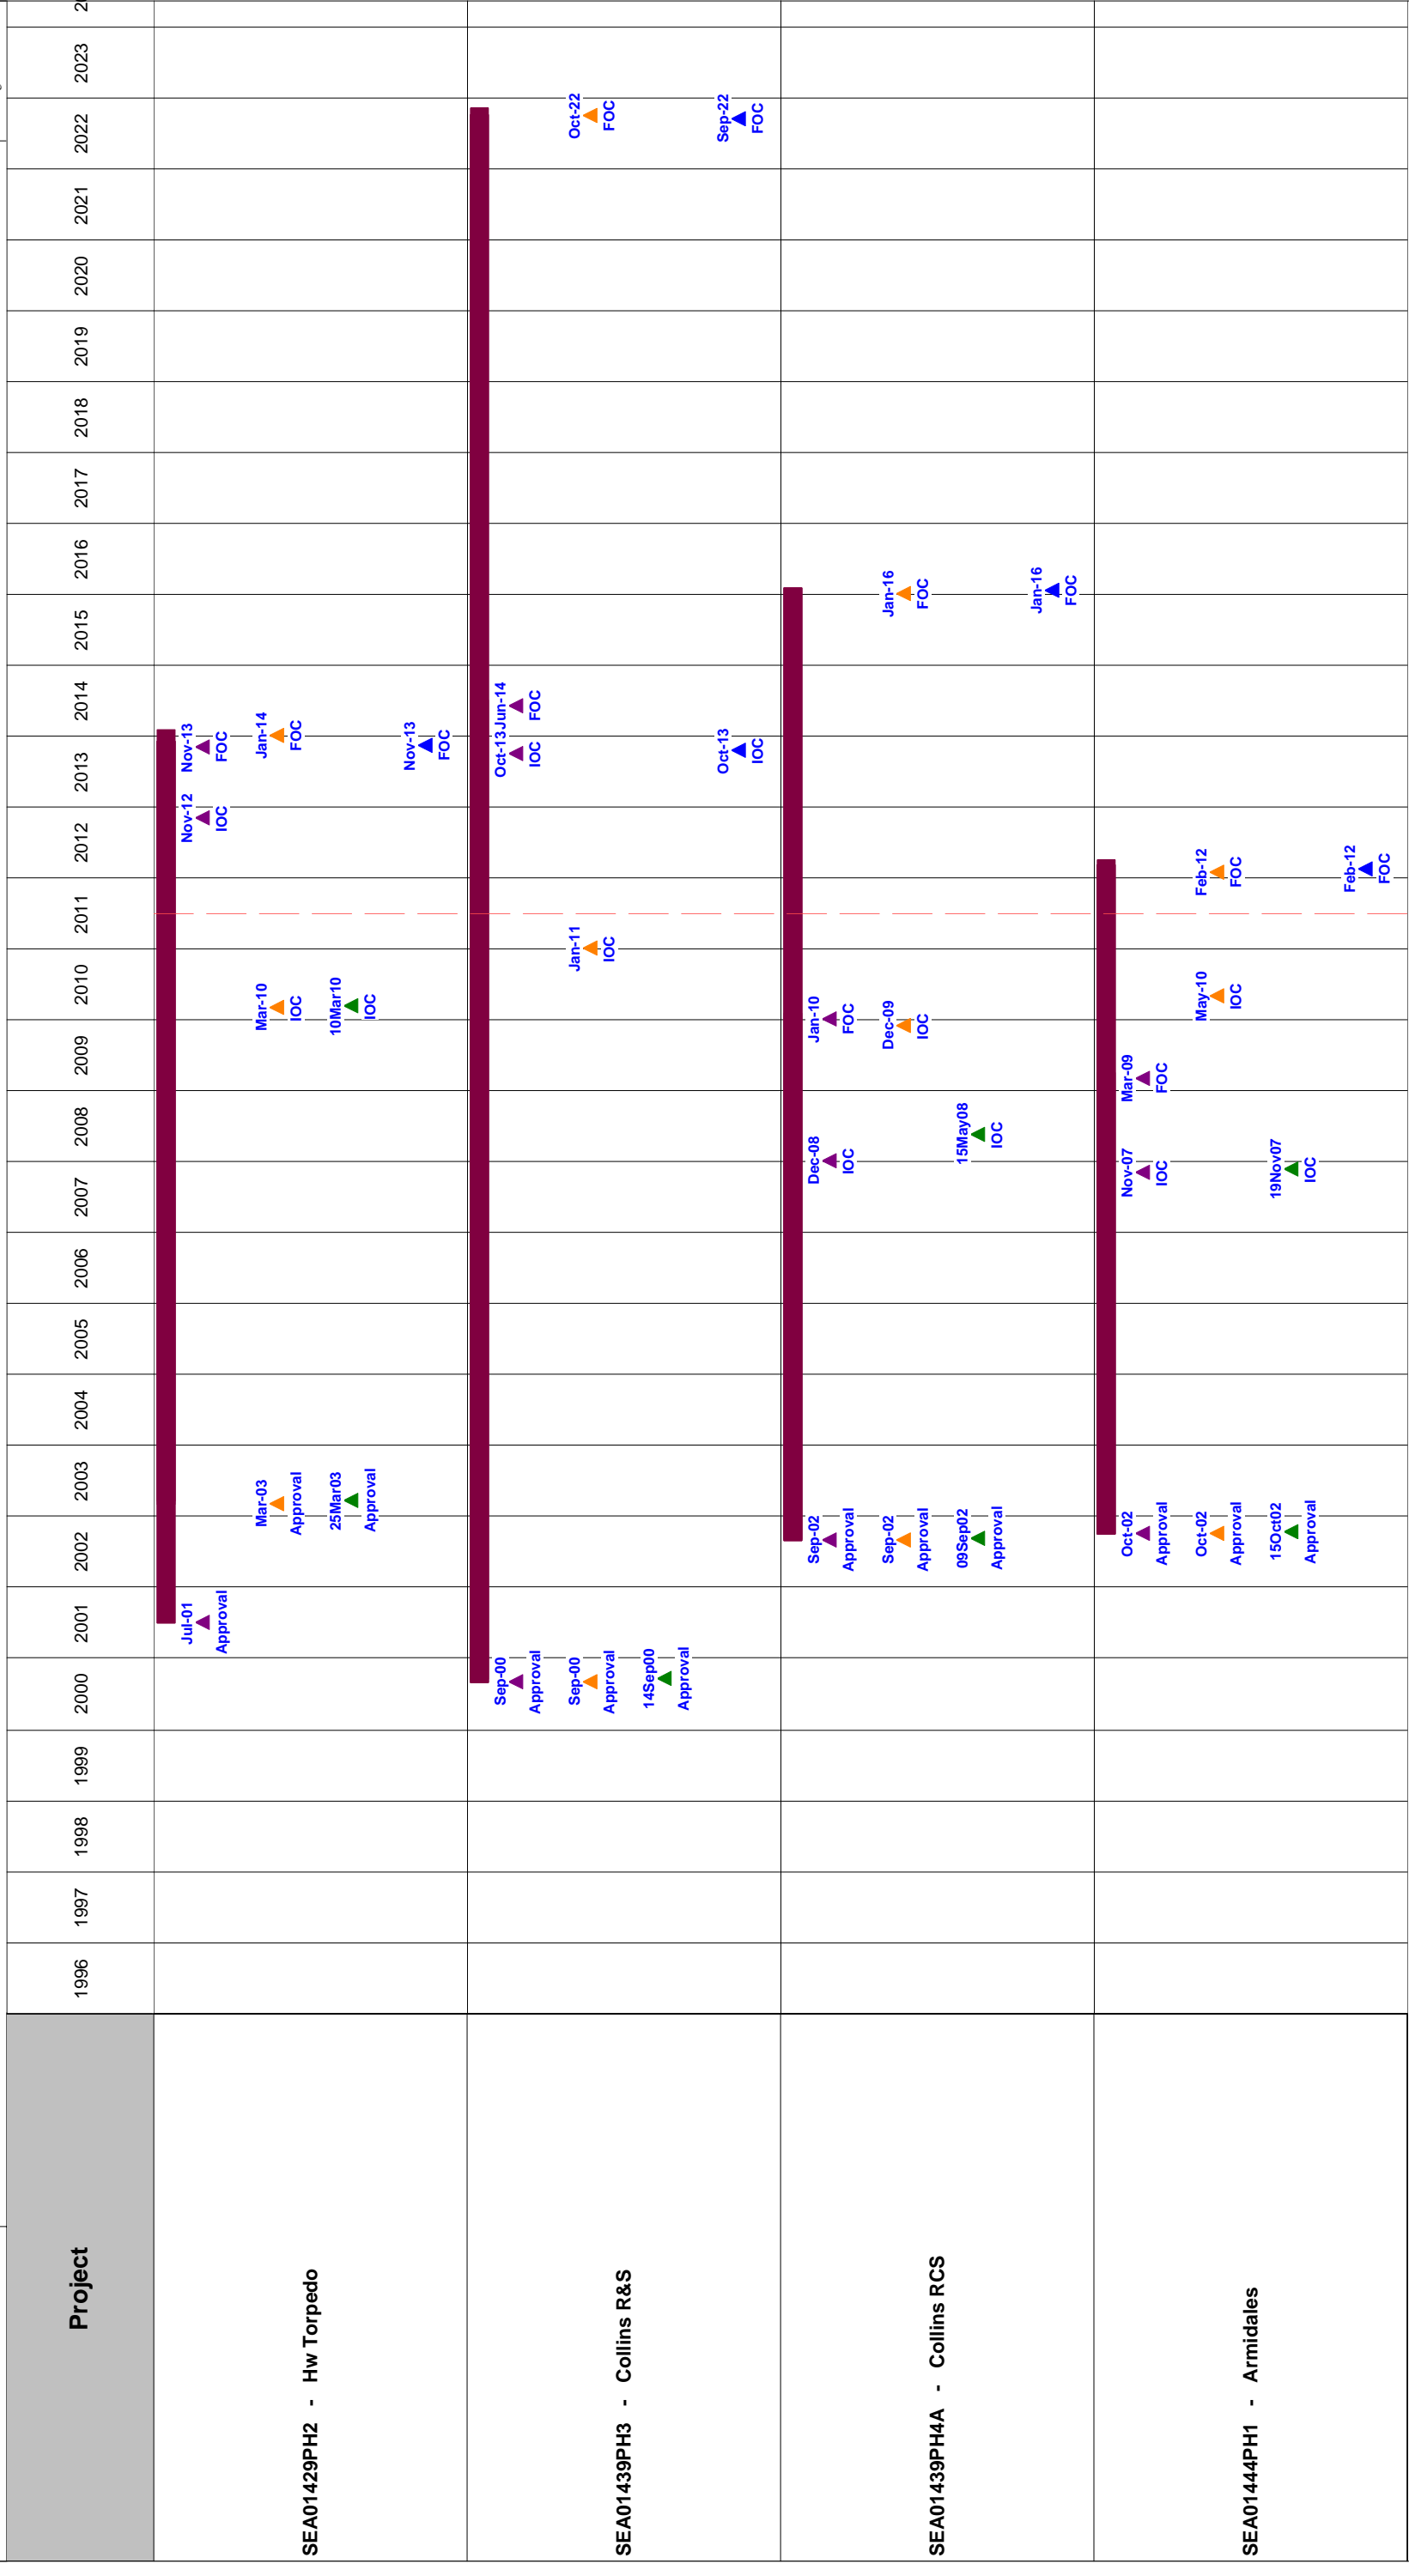 Project 1996 1997 1998 1999 2000 2001 2002 2003 2004 2005 2006 2007 2008 2009 2010 2011 2012 2013 2014 2015 2016 2017 2018 2019 2020 2021 2022 2023
SEA01429PH2 - Hw Torpedo
Jul-01 Nov-12 Nov-13
Approval IOC FOC
Mar-03 Mar-10 Jan-14
Approval IOC FOC
25Mar03 10Mar10
Approval IOC
Nov-13
FOC
SEA01439PH3 - Collins R&S
Sep-00 Oct-13 Jun-14
Approval IOC FOC
Sep-00 Jan-11 Oct-22
Approval IOC FOC
14Sep00
Approval
Oct-13 Sep-22
IOC FOC
SEA01439PH4A - Collins RCS
Sep-02 Dec-08 Jan-10
Approval IOC FOC
Sep-02 Dec-09 Jan-16
Approval IOC FOC
09Sep02 15May08
Approval IOC
Jan-16
FOC
SEA01444PH1 - Armidales
Oct-02 Nov-07 Mar-09
Approval IOC FOC
Oct-02 May-10 Feb-12
Approval IOC FOC
15Oct02 19Nov07
Approval IOC
Feb-12
FOC